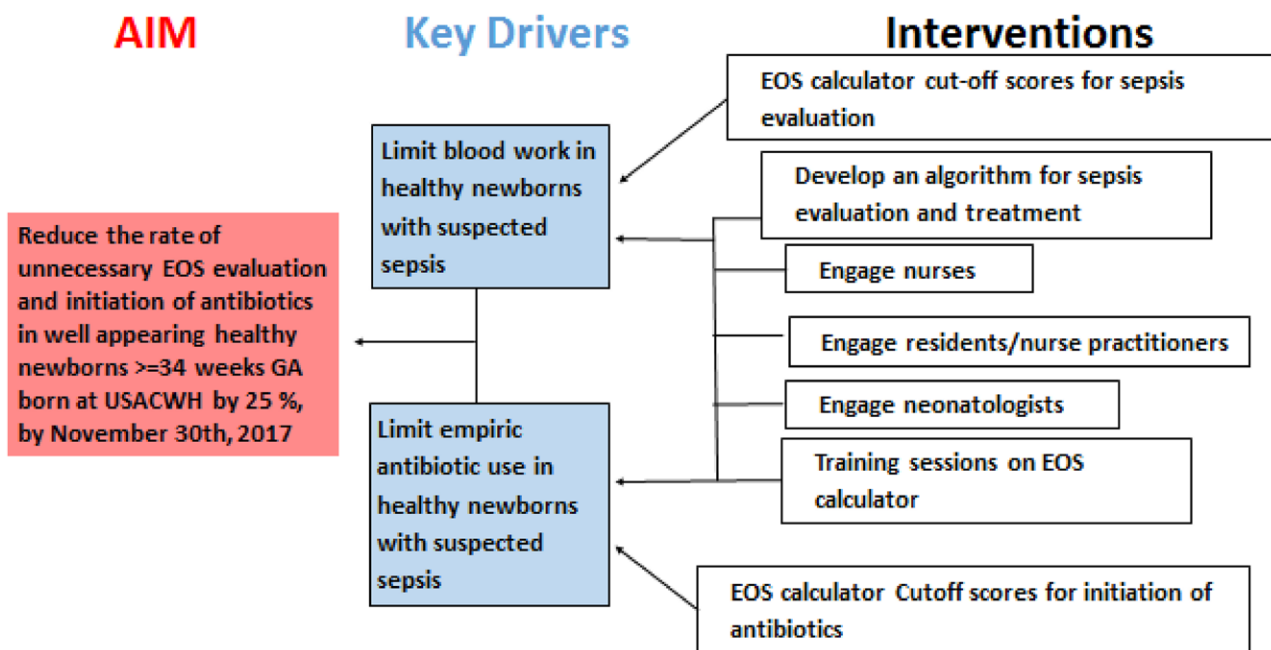 AIM
Key Drivers
Interventions
Reduce the rate of
unnecessary EOS evaluation
and initiation of antibiotics
in well appearing healthy
newborns >=34 weeks GA
born at USACWH by 25 %,
by November 30th, 2017
Limit blood work in
healthy newborns
with suspected
sepsis
Limit empiric
antibiotic use in
healthy newborns
with suspected
sepsis
EOS calculator cut-off scores for sepsis
evaluation
Develop an algorithm for sepsis
evaluation and treatment
Engage nurses
Engage residents/nurse practitioners
Engage neonatologists
Training sessions on EOS
calculator
EOS calculator Cutoff scores for initiation of
antibiotics